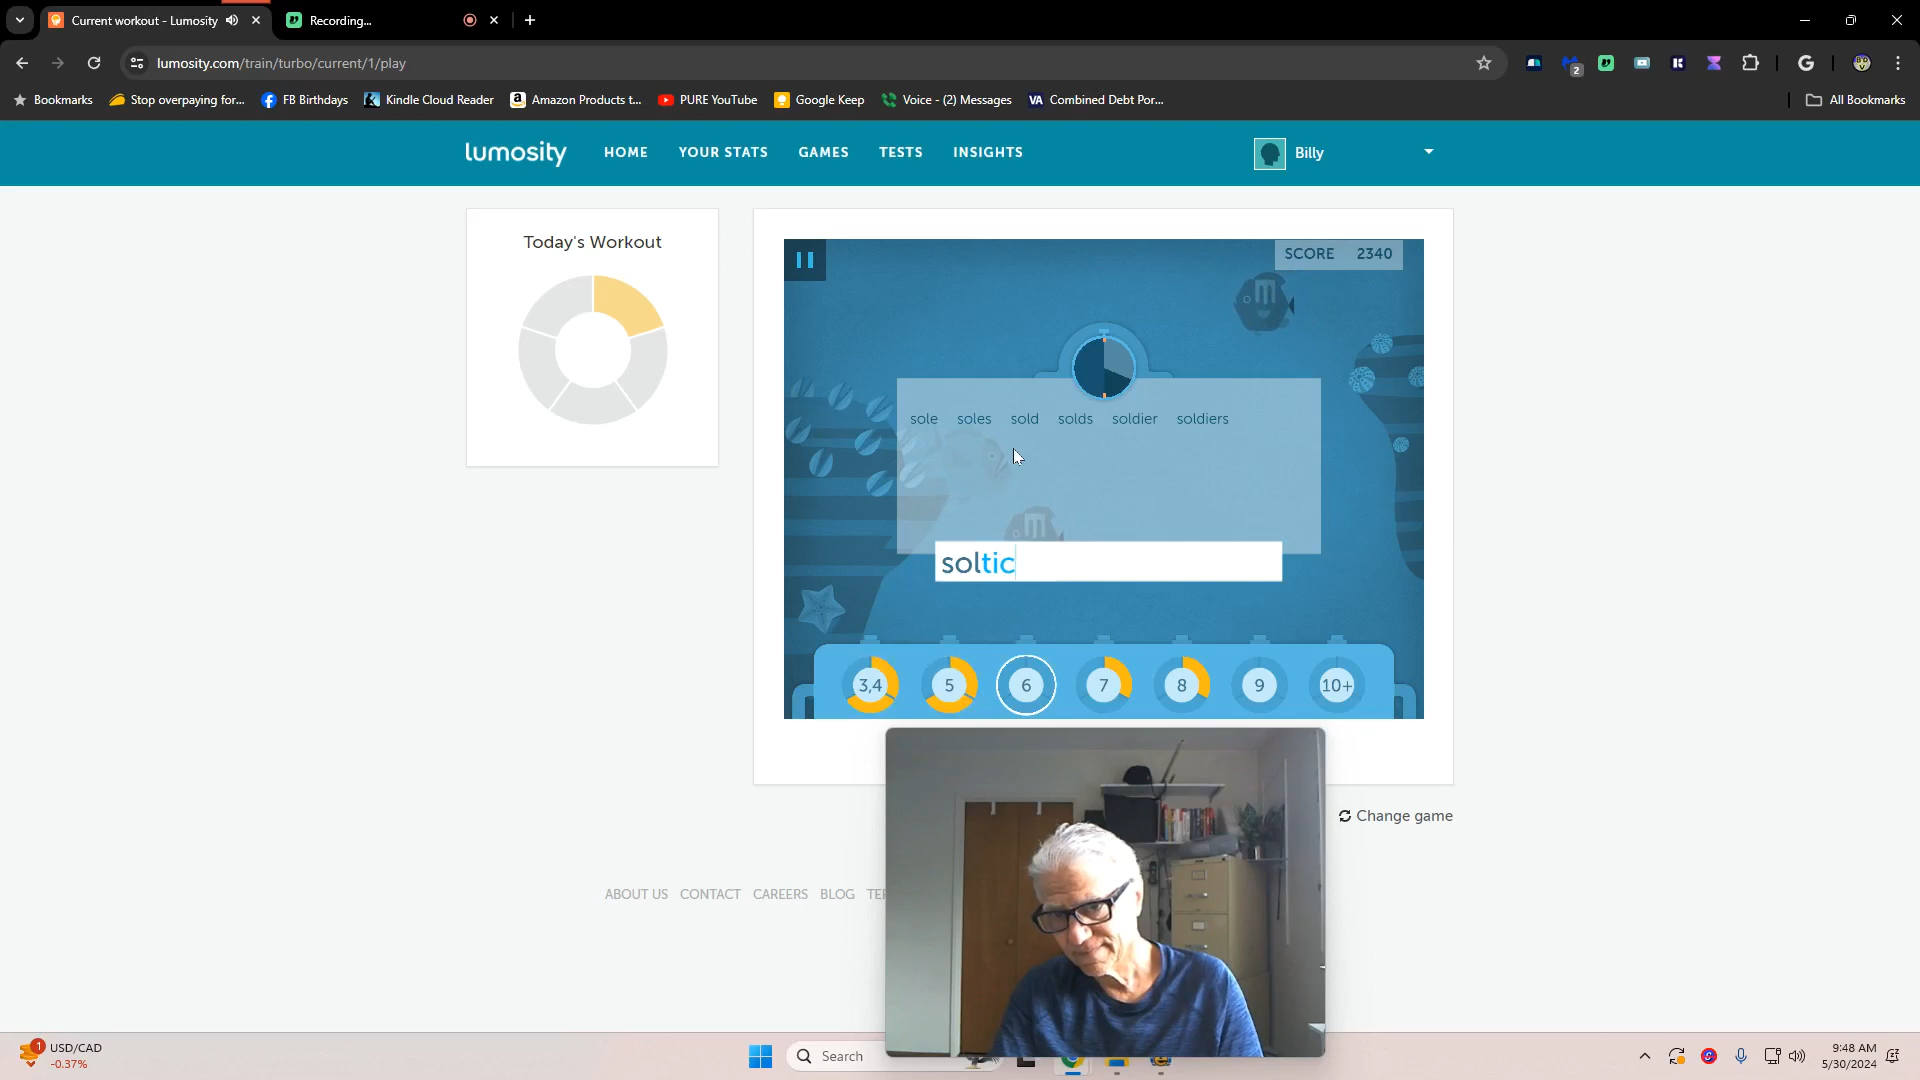 Current workout - Lumosity
Recording...
lumosity.com/train/turbo/current/1/play
2
Bookmarks
Stop overpaying for...
FB Birthdays
Kindle Cloud Reader
Amazon Products t...
PURE YouTube
Google Keep
Voice - (2) Messages
VA Combined Debt Por...
All Bookmarks
lumosity
HOME
YOUR STATS
GAMES
TESTS
INSIGHTS
Billy
Today's Workout
SCORE 2340
sole soles sold solds soldier soldiers
soltic
3,4 5 6 7 8 9 10+
Change game
ABOUT US CONTACT CAREERS BLOG
1
USD/CAD
-0.37%
Search
9:48 AM
5/30/2024